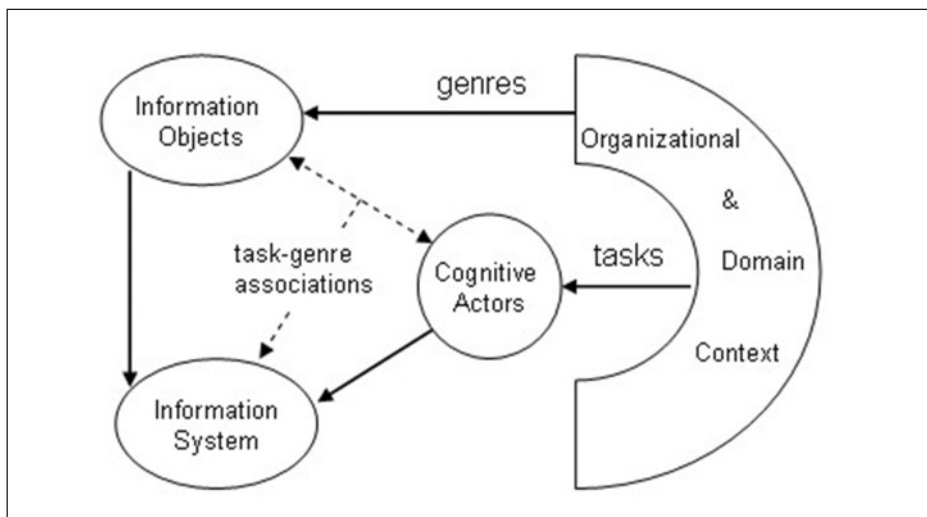 genres
Information
Objects
Organizational
&
Domain
Context
tasks
task-genre
associations
Cognitive
Actors
Information
System